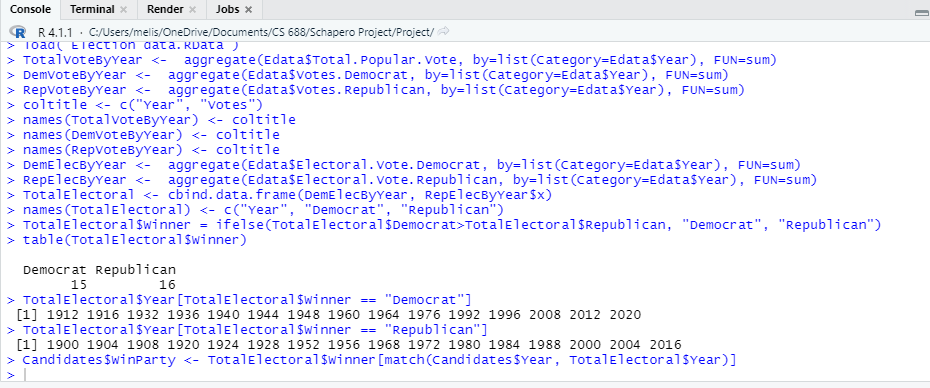 Console Terminal × Render × Jobs ×
R 4.1.1 · C:/Users/melis/OneDrive/Documents/CS 688/Schapero Project/Project/
> load("Election data.RData")
> TotalVoteByYear <-  aggregate(Edata$Total.Popular.Vote, by=list(Category=Edata$Year), FUN=sum)
> DemVoteByYear <-  aggregate(Edata$Votes.Democrat, by=list(Category=Edata$Year), FUN=sum)
> RepVoteByYear <-  aggregate(Edata$Votes.Republican, by=list(Category=Edata$Year), FUN=sum)
> coltitle <- c("Year", "Votes")
> names(TotalVoteByYear) <- coltitle
> names(DemVoteByYear) <- coltitle
> names(RepVoteByYear) <- coltitle
> DemElecByYear <-  aggregate(Edata$Electoral.Vote.Democrat, by=list(Category=Edata$Year), FUN=sum)
> RepElecByYear <-  aggregate(Edata$Electoral.Vote.Republican, by=list(Category=Edata$Year), FUN=sum)
> TotalElectoral <- cbind.data.frame(DemElecByYear, RepElecByYear$x)
> names(TotalElectoral) <- c("Year", "Democrat", "Republican")
> TotalElectoral$Winner = ifelse(TotalElectoral$Democrat>TotalElectoral$Republican, "Democrat", "Republican")
> table(TotalElectoral$Winner)
Democrat Republican
15 16
> TotalElectoral$Year[TotalElectoral$Winner == "Democrat"]
[1] 1912 1916 1932 1936 1940 1944 1948 1960 1964 1976 1992 1996 2008 2012 2020
> TotalElectoral$Year[TotalElectoral$Winner == "Republican"]
[1] 1900 1904 1908 1920 1924 1928 1952 1956 1968 1972 1980 1984 1988 2000 2004 2016
> Candidates$WinParty <- TotalElectoral$Winner[match(Candidates$Year, TotalElectoral$Year)]
>